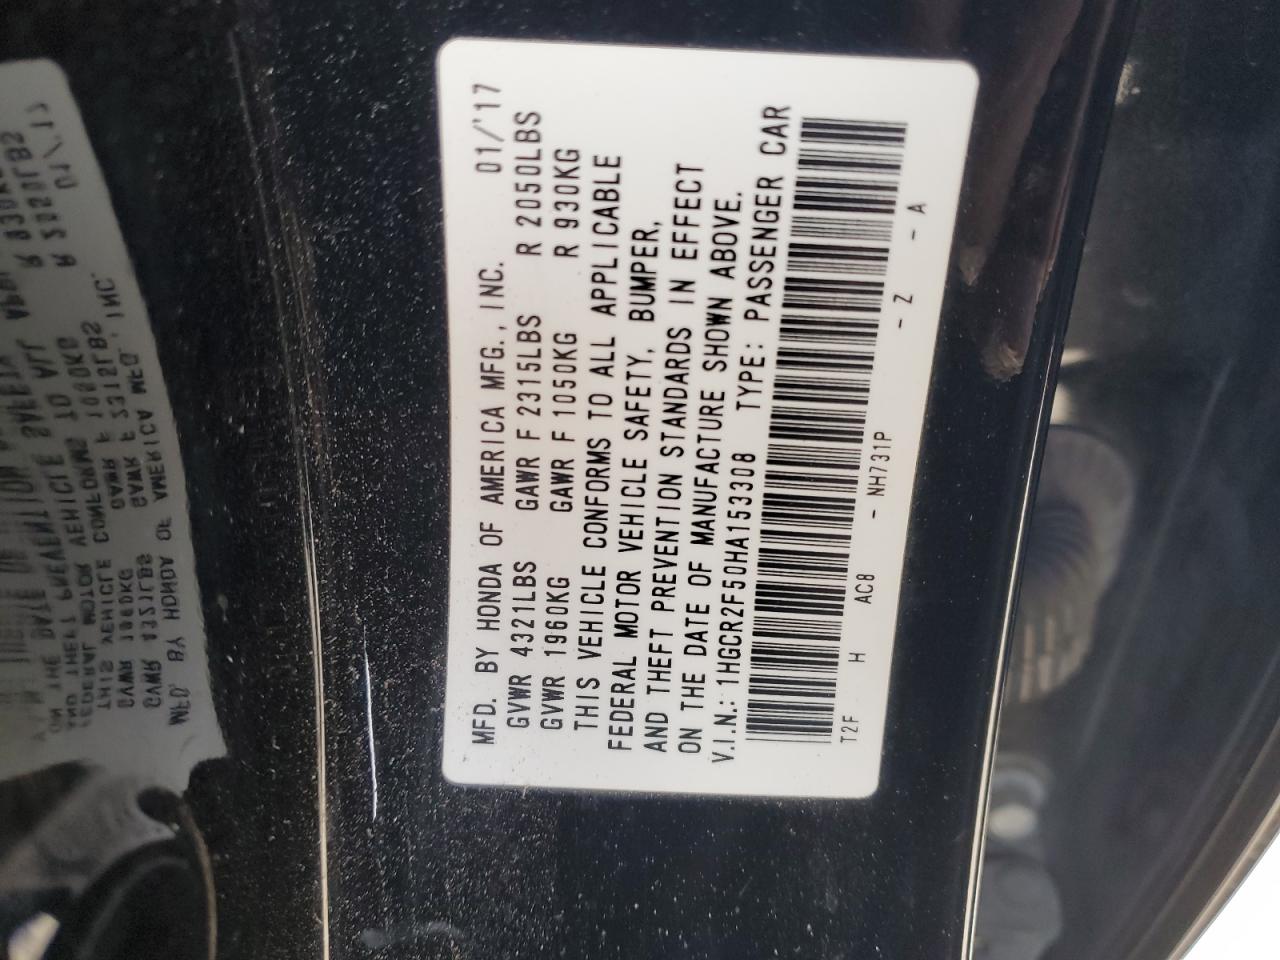 MFD. BY HONDA OF AMERICA MFG., INC. 01/'17
GVWR 4321LBS GAWR F 2315LBS R 2050LBS
GVWR 1960KG GAWR F 1050KG R 930KG
THIS VEHICLE CONFORMS TO ALL APPLICABLE
FEDERAL MOTOR VEHICLE SAFETY, BUMPER,
AND THEFT PREVENTION STANDARDS IN EFFECT
ON THE DATE OF MANUFACTURE SHOWN ABOVE.
V.I.N.: 1HGCR2F50HA153308 TYPE: PASSENGER CAR
T2F H AC8 - NH731P - Z - A